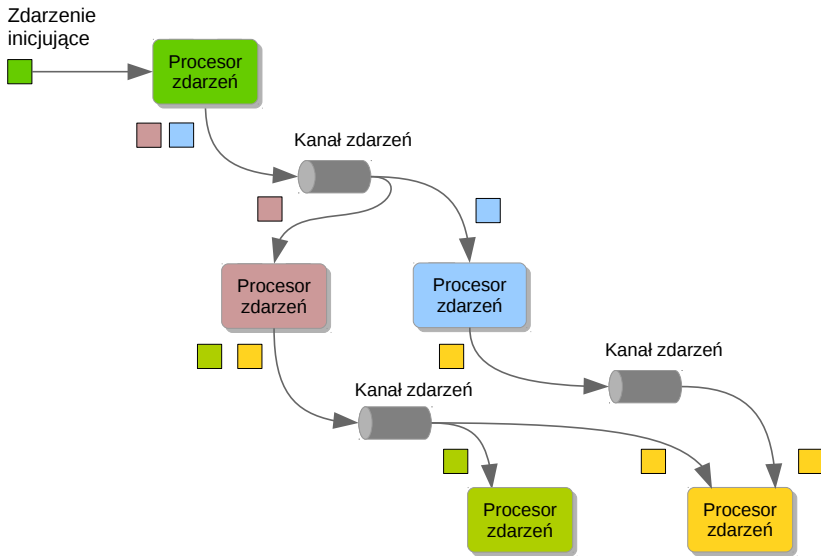 Zdarzenie
inicjujące
Procesor
zdarzeń
Kanał zdarzeń
Procesor
zdarzeń
Procesor
zdarzeń
Kanał zdarzeń
Kanał zdarzeń
Procesor
zdarzeń
Procesor
zdarzeń